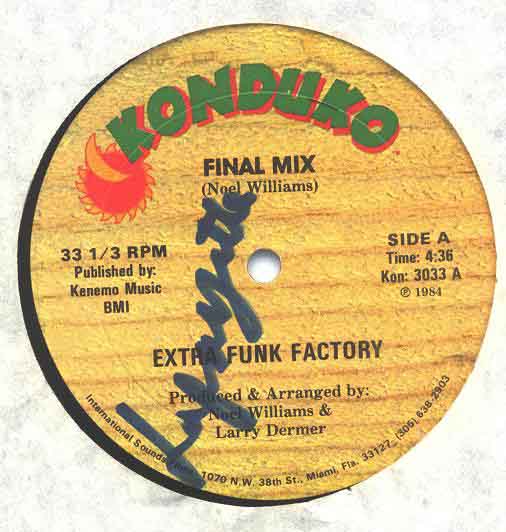 KONDUKO
FINAL MIX
(Noel Williams)
33 1/3 RPM
Published by:
Kenemo Music
BMI
SIDE A
Time: 4:36
Kon: 3033 A
℗ 1984
EXTRA FUNK FACTORY
Produced & Arranged by:
Noel Williams &
Larry Dermer
International Sounds 1070 N.W. 38th St., Miami, Fla. 33127 (305) 638-2903